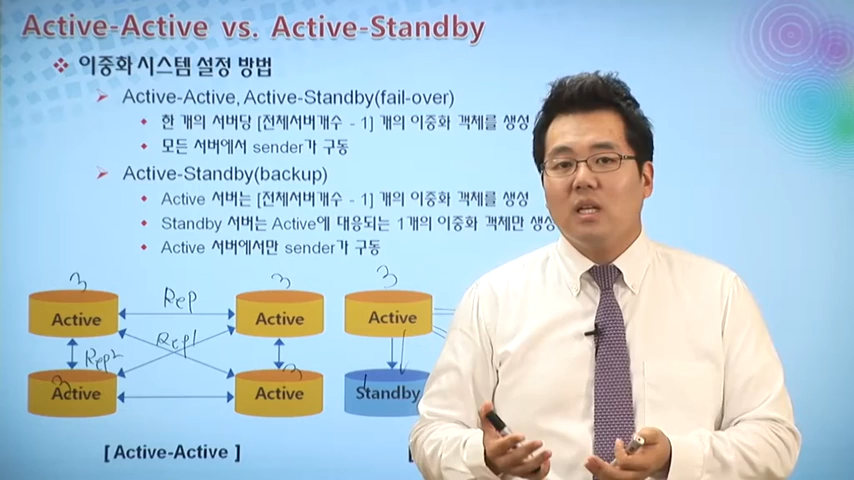 Active-Active vs. Active-Standby
이중화 시스템 설정 방법
Active-Active, Active-Standby(fail-over)
한 개의 서버당 [전체서버개수 - 1] 개의 이중화 객체를 생성
모든 서버에서 sender가 구동
Active-Standby(backup)
Active 서버는 [전체서버개수 - 1] 개의 이중화 객체를 생성
Standby 서버는 Active에 대응되는 1개의 이중화 객체만
Active 서버에서만 sender가 구동
3 3 3
Rep
Active Active Active
Rep1
Rep2
3 3 1
Active Active Standby
[ Active-Active ]
[